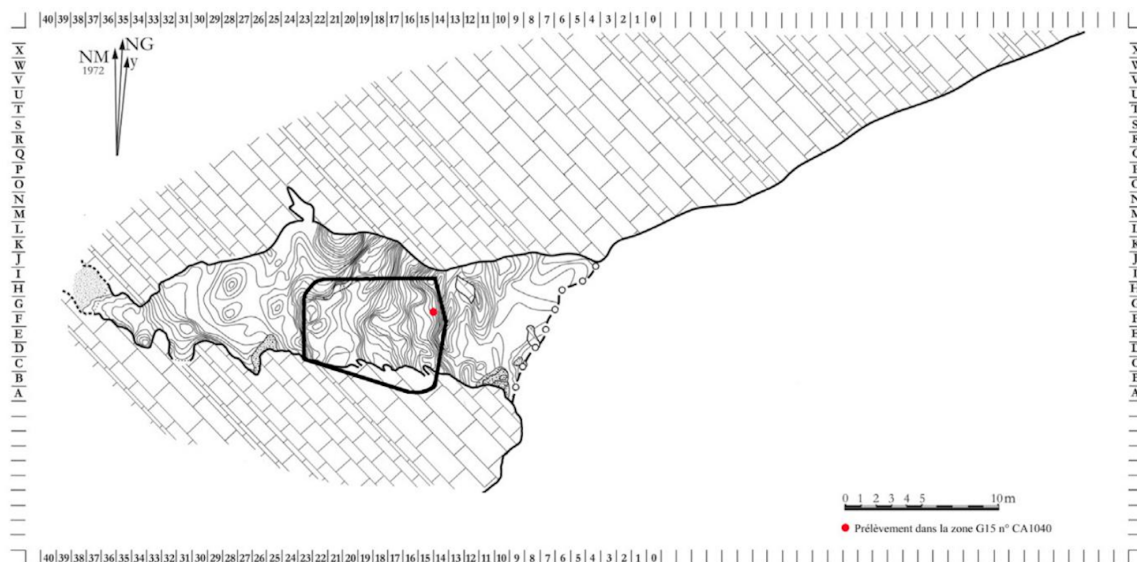 40 39 38 37 36 35 34 33 32 31 30 29 28 27 26 25 24 23 22 21 20 19 18 17 16 15 14 13 12 11 10 9 8 7 6 5 4 3 2 1 0
NG
NM y
1972
X
W
V
U
T
S
R
Q
P
O
N
M
L
K
J
I
H
G
F
E
D
C
B
A
X
W
V
U
T
S
R
Q
P
O
N
M
L
K
J
I
H
G
F
E
D
C
B
A
0 1 2 3 4 5 10 m
Prélèvement dans la zone G15 n° CA1040
40 39 38 37 36 35 34 33 32 31 30 29 28 27 26 25 24 23 22 21 20 19 18 17 16 15 14 13 12 11 10 9 8 7 6 5 4 3 2 1 0